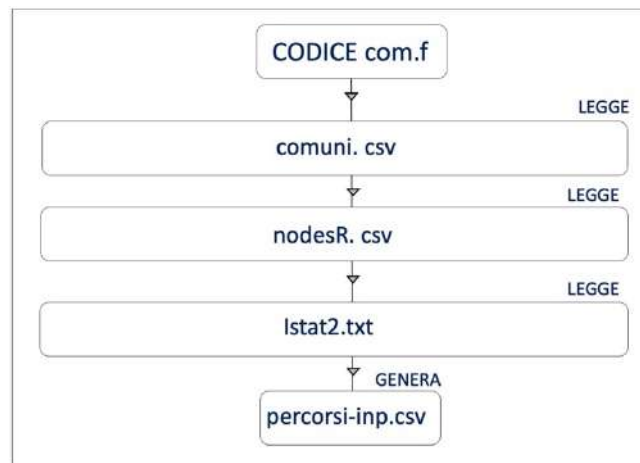 CODICE com.f
LEGGE
comuni. csv
LEGGE
nodesR. csv
LEGGE
Istat2.txt
GENERA
percorsi-inp.csv